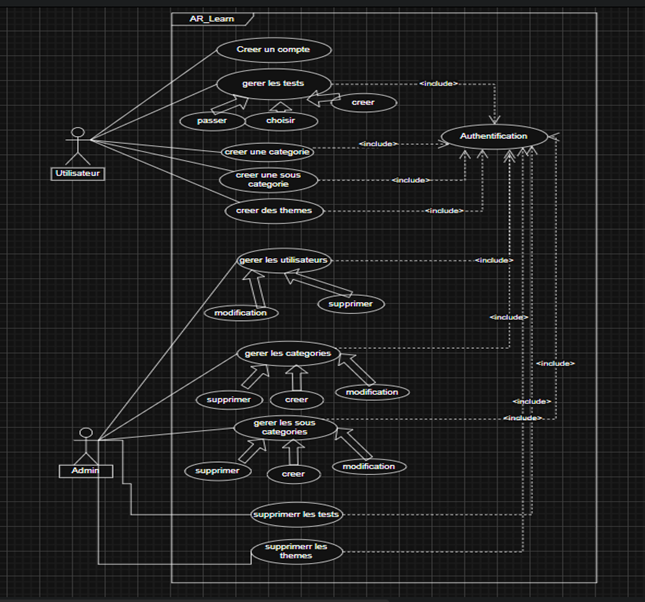 AR_Learn
Creer un compte
gerer les tests
<include>
creer
passer
choisir
Authentification
Utilisateur
creer une categorie
<include>
creer une sous
categorie
<include>
creer des themes
<include>
gerer les utilisateurs
<include>
modification
supprimer
<include>
gerer les categories
<include>
supprimer
creer
modification
<include>
gerer les sous
categories
<include>
Admin
supprimer
creer
modification
supprimerr les tests
supprimerr les
themes